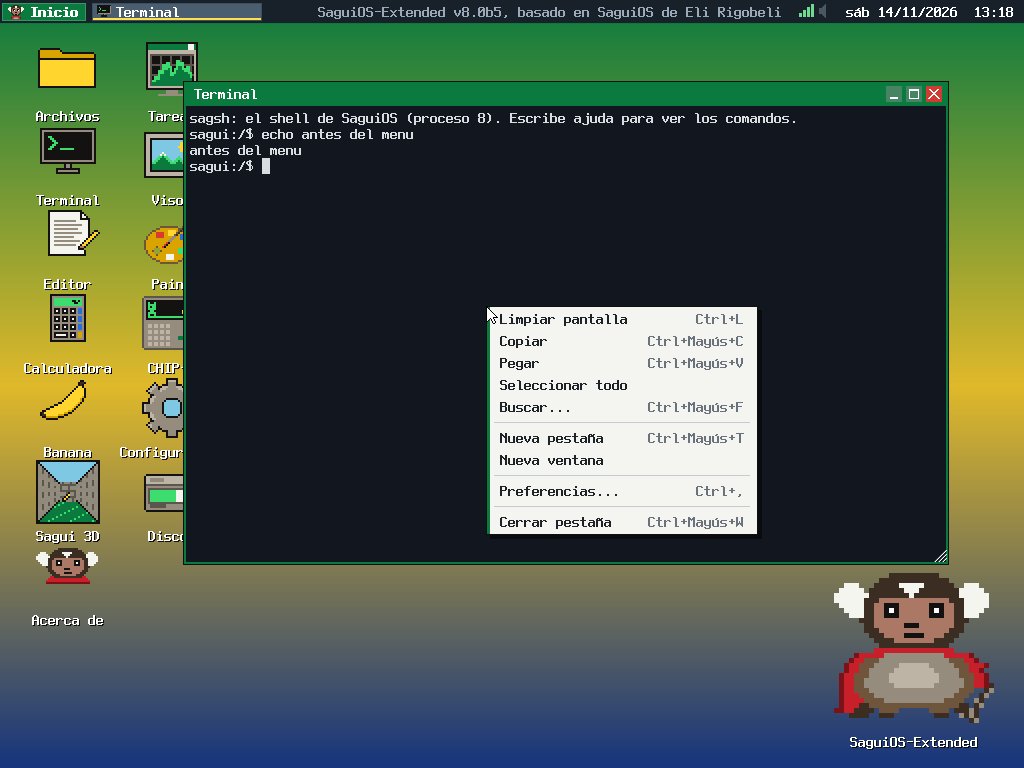 Inicio
Terminal
SaguiOS-Extended v8.0b5, basado en SaguiOS de Eli Rigobeli
sáb 14/11/2026 13:18
Archivos
Terminal
Editor
Calculadora
Banana
Sagui 3D
Acerca de
Tarea
Viso
Pain
CHIP-
Configur
Disco
Terminal
sagsh: el shell de SaguiOS (proceso 8). Escribe ajuda para ver los comandos.
sagui:/$ echo antes del menu
antes del menu
sagui:/$
Limpiar pantalla Ctrl+L
Copiar Ctrl+Mayús+C
Pegar Ctrl+Mayús+V
Seleccionar todo
Buscar... Ctrl+Mayús+F
Nueva pestaña Ctrl+Mayús+T
Nueva ventana
Preferencias... Ctrl+,
Cerrar pestaña Ctrl+Mayús+W
SaguiOS-Extended